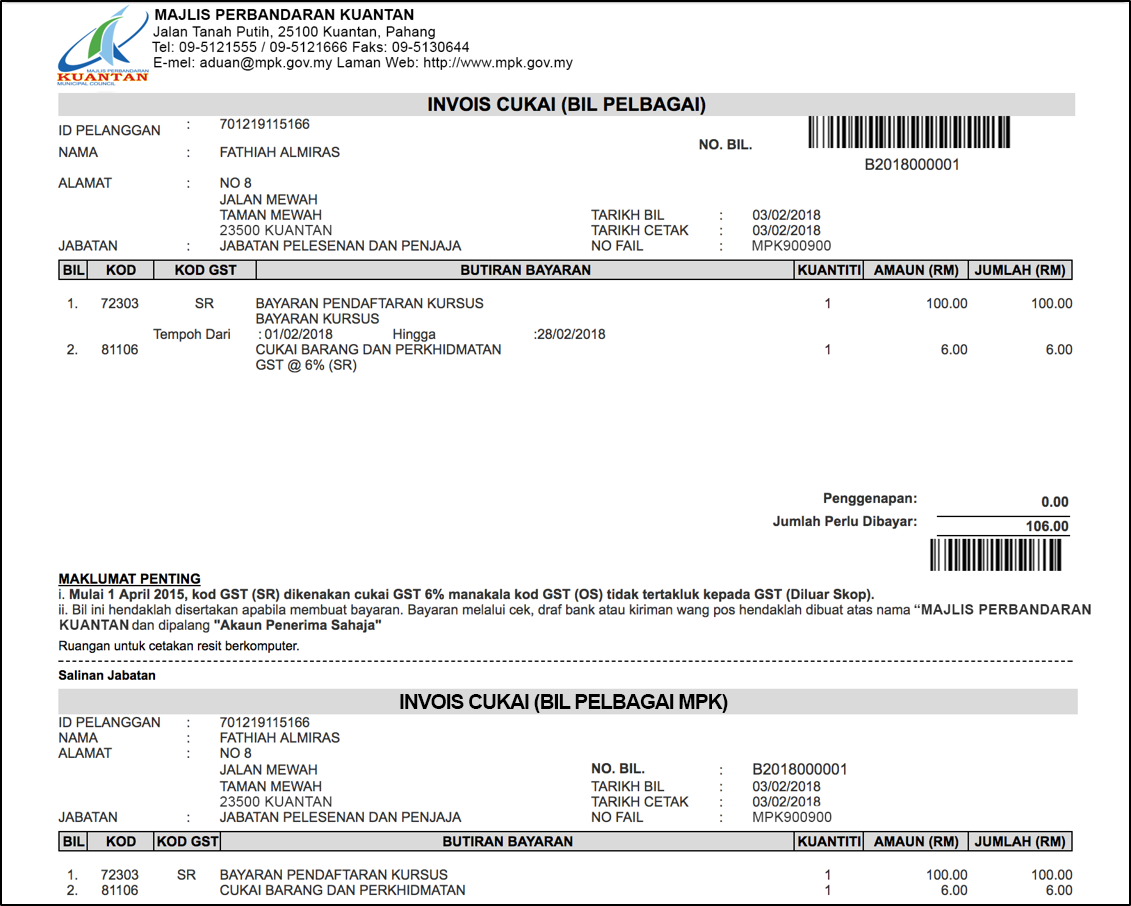 MAJLIS PERBANDARAN KUANTAN
Jalan Tanah Putih, 25100 Kuantan, Pahang
Tel: 09-5121555 / 09-5121666 Faks: 09-5130644
E-mel: aduan@mpk.gov.my Laman Web: http://www.mpk.gov.my
MAJLIS PERBANDARAN
KUANTAN
MUNICIPAL COUNCIL
INVOIS CUKAI (BIL PELBAGAI)
ID PELANGGAN : 701219115166
NAMA : FATHIAH ALMIRAS
NO. BIL.
B2018000001
ALAMAT : NO 8
JALAN MEWAH
TAMAN MEWAH TARIKH BIL : 03/02/2018
23500 KUANTAN TARIKH CETAK : 03/02/2018
JABATAN : JABATAN PELESENAN DAN PENJAJA NO FAIL : MPK900900
BIL KOD KOD GST BUTIRAN BAYARAN KUANTITI AMAUN (RM) JUMLAH (RM)
1. 72303 SR BAYARAN PENDAFTARAN KURSUS 1 100.00 100.00
BAYARAN KURSUS
Tempoh Dari : 01/02/2018 Hingga :28/02/2018
2. 81106 CUKAI BARANG DAN PERKHIDMATAN 1 6.00 6.00
GST @ 6% (SR)
Penggenapan: 0.00
Jumlah Perlu Dibayar: 106.00
MAKLUMAT PENTING
i. Mulai 1 April 2015, kod GST (SR) dikenakan cukai GST 6% manakala kod GST (OS) tidak tertakluk kepada GST (Diluar Skop).
ii. Bil ini hendaklah disertakan apabila membuat bayaran. Bayaran melalui cek, draf bank atau kiriman wang pos hendaklah dibuat atas nama “MAJLIS PERBANDARAN
KUANTAN dan dipalang "Akaun Penerima Sahaja"
Ruangan untuk cetakan resit berkomputer.
Salinan Jabatan
INVOIS CUKAI (BIL PELBAGAI MPK)
ID PELANGGAN : 701219115166
NAMA : FATHIAH ALMIRAS
ALAMAT : NO 8
JALAN MEWAH NO. BIL. : B2018000001
TAMAN MEWAH TARIKH BIL : 03/02/2018
23500 KUANTAN TARIKH CETAK : 03/02/2018
JABATAN : JABATAN PELESENAN DAN PENJAJA NO FAIL : MPK900900
BIL KOD KOD GST BUTIRAN BAYARAN KUANTITI AMAUN (RM) JUMLAH (RM)
1. 72303 SR BAYARAN PENDAFTARAN KURSUS 1 100.00 100.00
2. 81106 CUKAI BARANG DAN PERKHIDMATAN 1 6.00 6.00